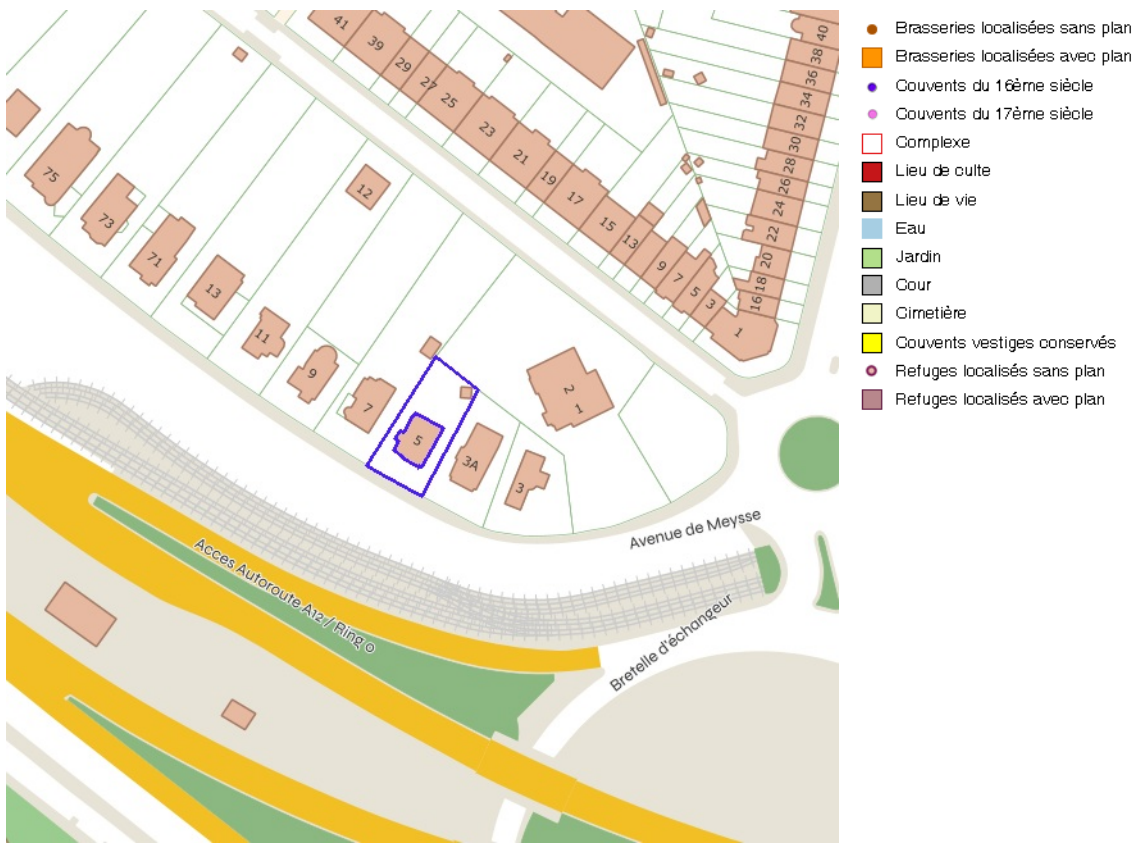 41
39
29
27
25
23
21
19
17
15
13
9
7
5
3
1
40
38
36
34
32
30
28
26
24
22
20
18
16
75
73
71
13
11
9
7
5
3A
3
12
2
1
Avenue de Meysse
Acces Autoroute A12 / Ring 0
Bretelle d'échangeur
Brasseries localisées sans plan
Brasseries localisées avec plan
Couvents du 16ème siècle
Couvents du 17ème siècle
Complexe
Lieu de culte
Lieu de vie
Eau
Jardin
Cour
Cimetière
Couvents vestiges conservés
Refuges localisés sans plan
Refuges localisés avec plan